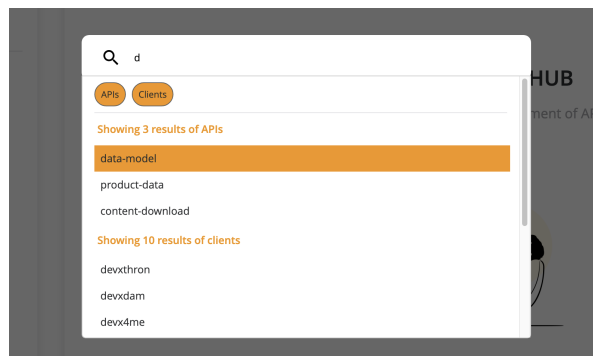 d
HUB
APIs Clients
ment of
Showing 3 results of APIs
data-model
product-data
content-download
Showing 10 results of clients
devxthron
devxdam
devx4me